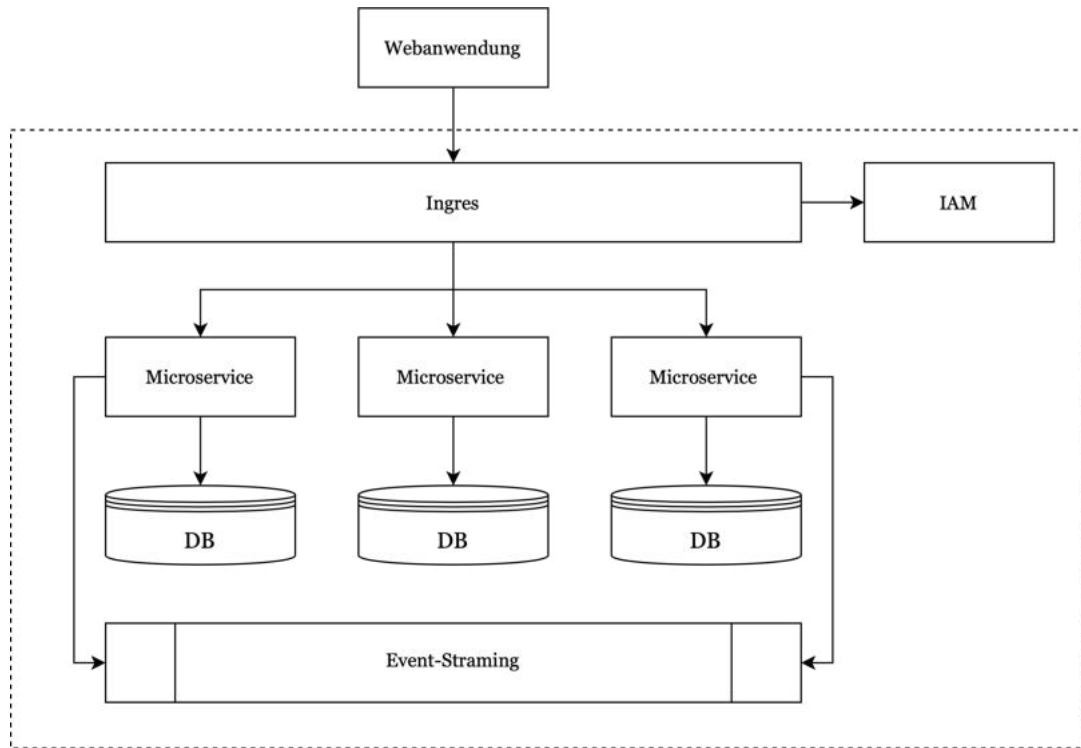 Webanwendung
Ingres
IAM
Microservice
Microservice
Microservice
DB
DB
DB
Event-Straming